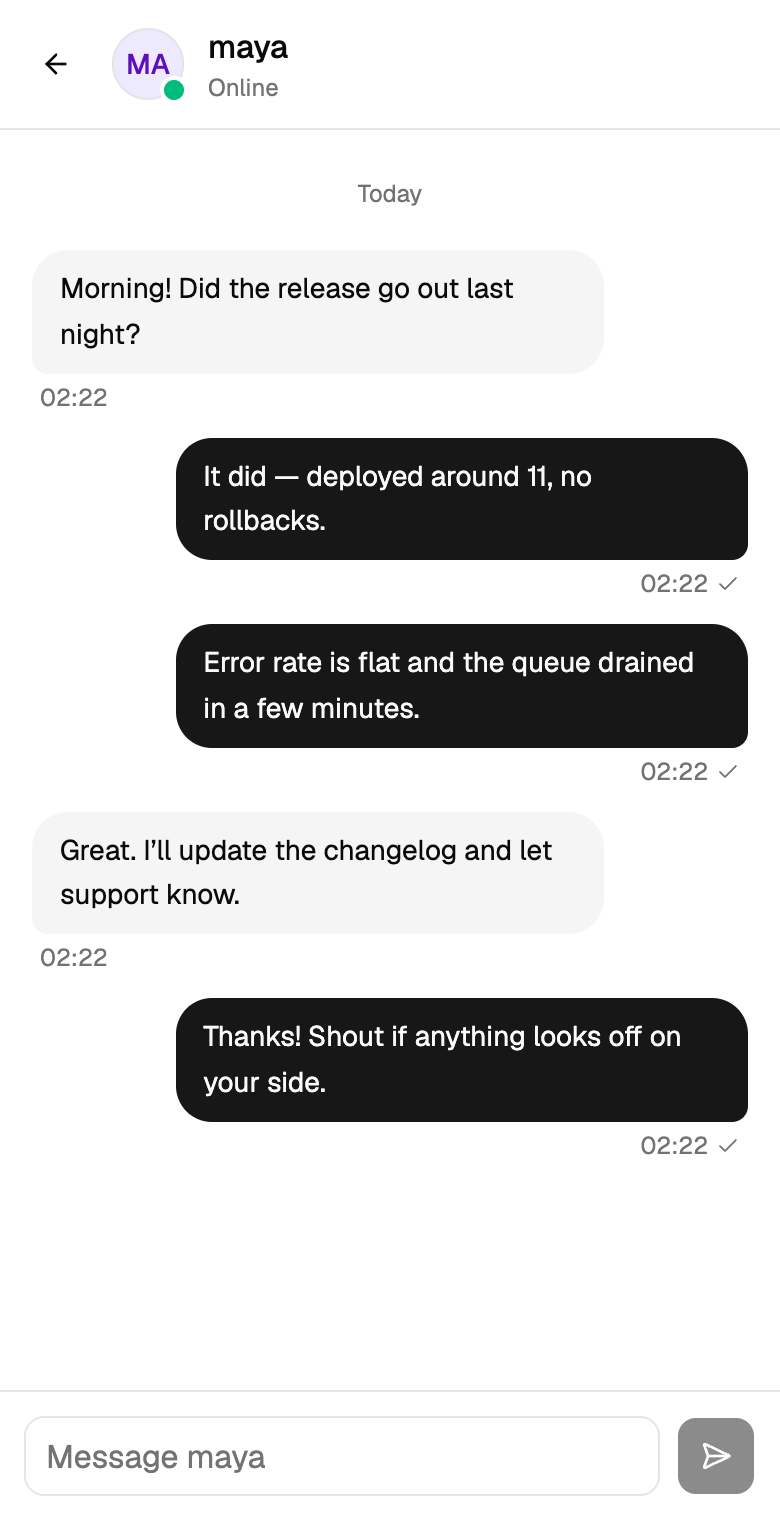 MA
maya
Online
Today
Morning! Did the release go out last
night?
02:22
It did — deployed around 11, no
rollbacks.
02:22
Error rate is flat and the queue drained
in a few minutes.
02:22
Great. I’ll update the changelog and let
support know.
02:22
Thanks! Shout if anything looks off on
your side.
02:22
Message maya